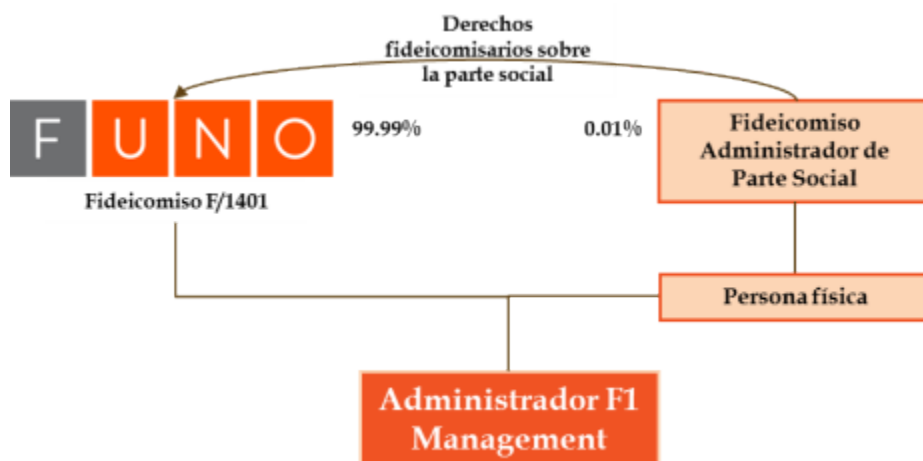 Derechos
fideicomisarios sobre
la parte social
FUNO
99.99%
0.01%
Fideicomiso
Administrador de
Parte Social
Fideicomiso F/1401
Persona física
Administrador F1
Management